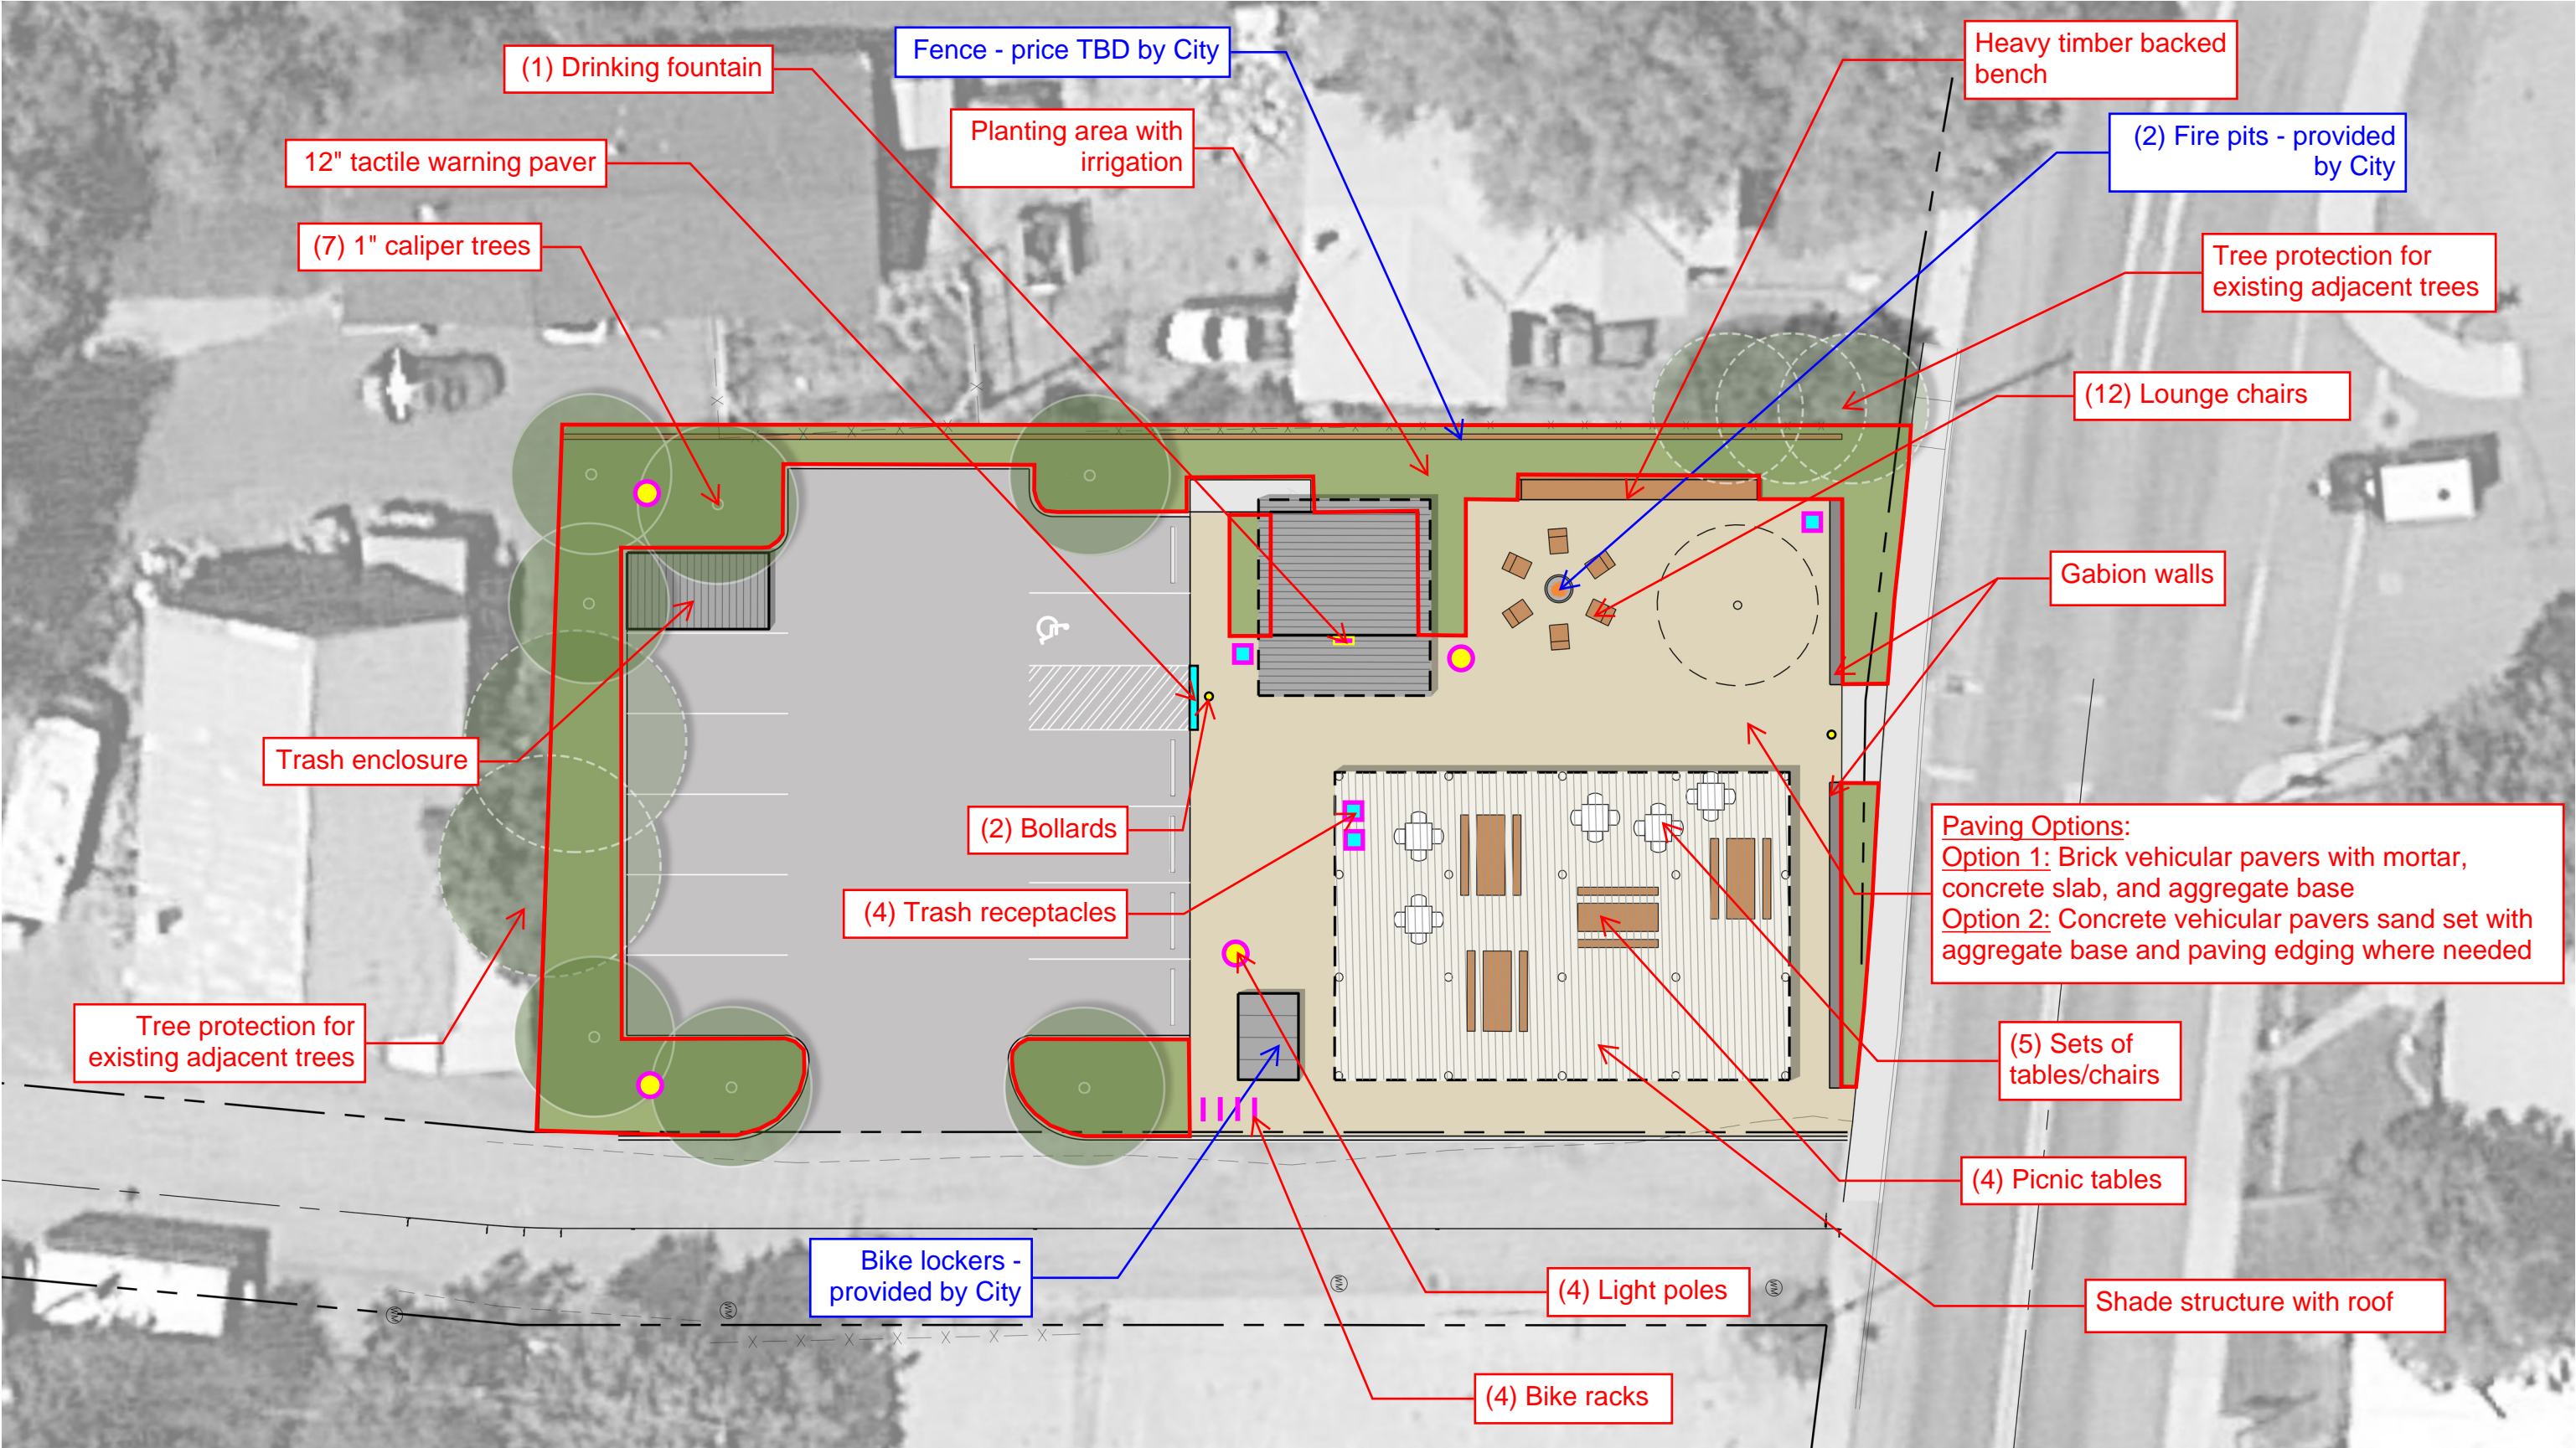 (1) Drinking fountain
Fence - price TBD by City
Heavy timber backed
bench
12" tactile warning paver
Planting area with
irrigation
(2) Fire pits - provided
by City
(7) 1" caliper trees
Tree protection for
existing adjacent trees
(12) Lounge chairs
Gabion walls
Trash enclosure
(2) Bollards
Paving Options:
Option 1: Brick vehicular pavers with mortar,
concrete slab, and aggregate base
Option 2: Concrete vehicular pavers sand set with
aggregate base and paving edging where needed
(4) Trash receptacles
Tree protection for
existing adjacent trees
(5) Sets of
tables/chairs
(4) Picnic tables
Bike lockers -
provided by City
(4) Light poles
Shade structure with roof
(4) Bike racks
WM
WM
WM
WM